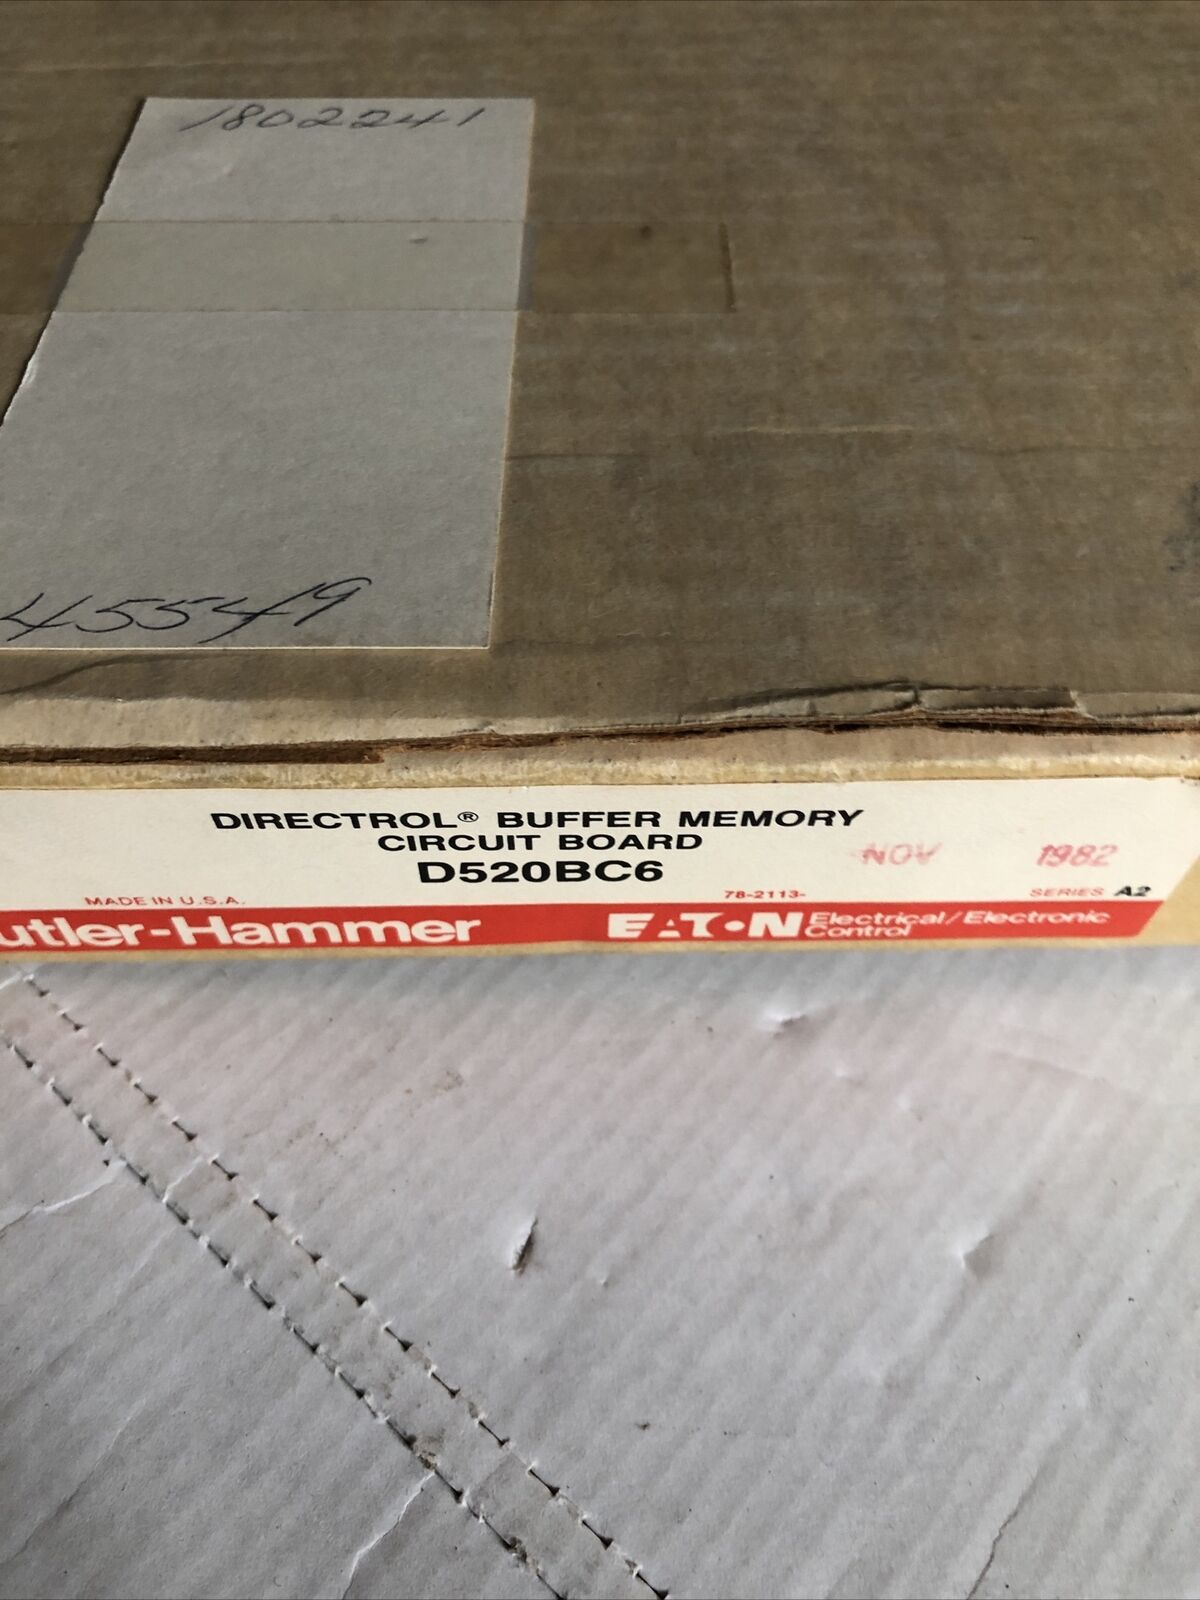 1802241
45549
DIRECTROL® BUFFER MEMORY
CIRCUIT BOARD
D520BC6
NOV 1982
MADE IN U.S.A.
78-2113-
SERIES A2
utler-Hammer
EATON Electrical/Electronic
Control